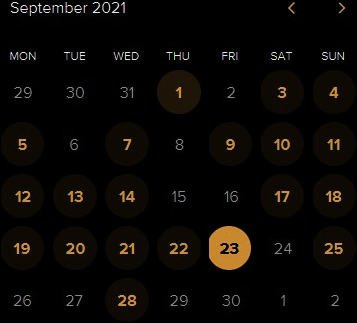 September 2021
MON TUE WED THU FRI SAT SUN
29 30 31 1 2 3 4
5 6 7 8 9 10 11
12 13 14 15 16 17 18
19 20 21 22 23 24 25
26 27 28 29 30 1 2